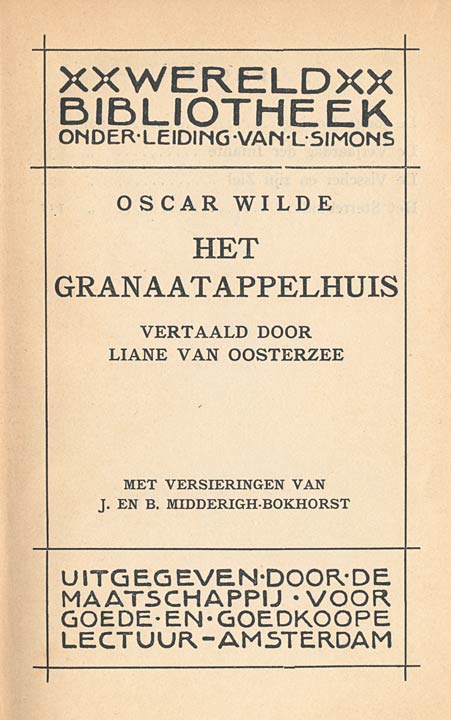 XXWERELDXX
BIBLIOTHEEK
ONDER·LEIDING·VAN·L·SIMONS
OSCAR WILDE
HET
GRANAATAPPELHUIS
VERTAALD DOOR
LIANE VAN OOSTERZEE
MET VERSIERINGEN VAN
J. EN B. MIDDERIGH-BOKHORST
UITGEGEVEN·DOOR·DE
MAATSCHAPPIJ·VOOR
GOEDE·EN·GOEDKOOPE
LECTUUR-AMSTERDAM